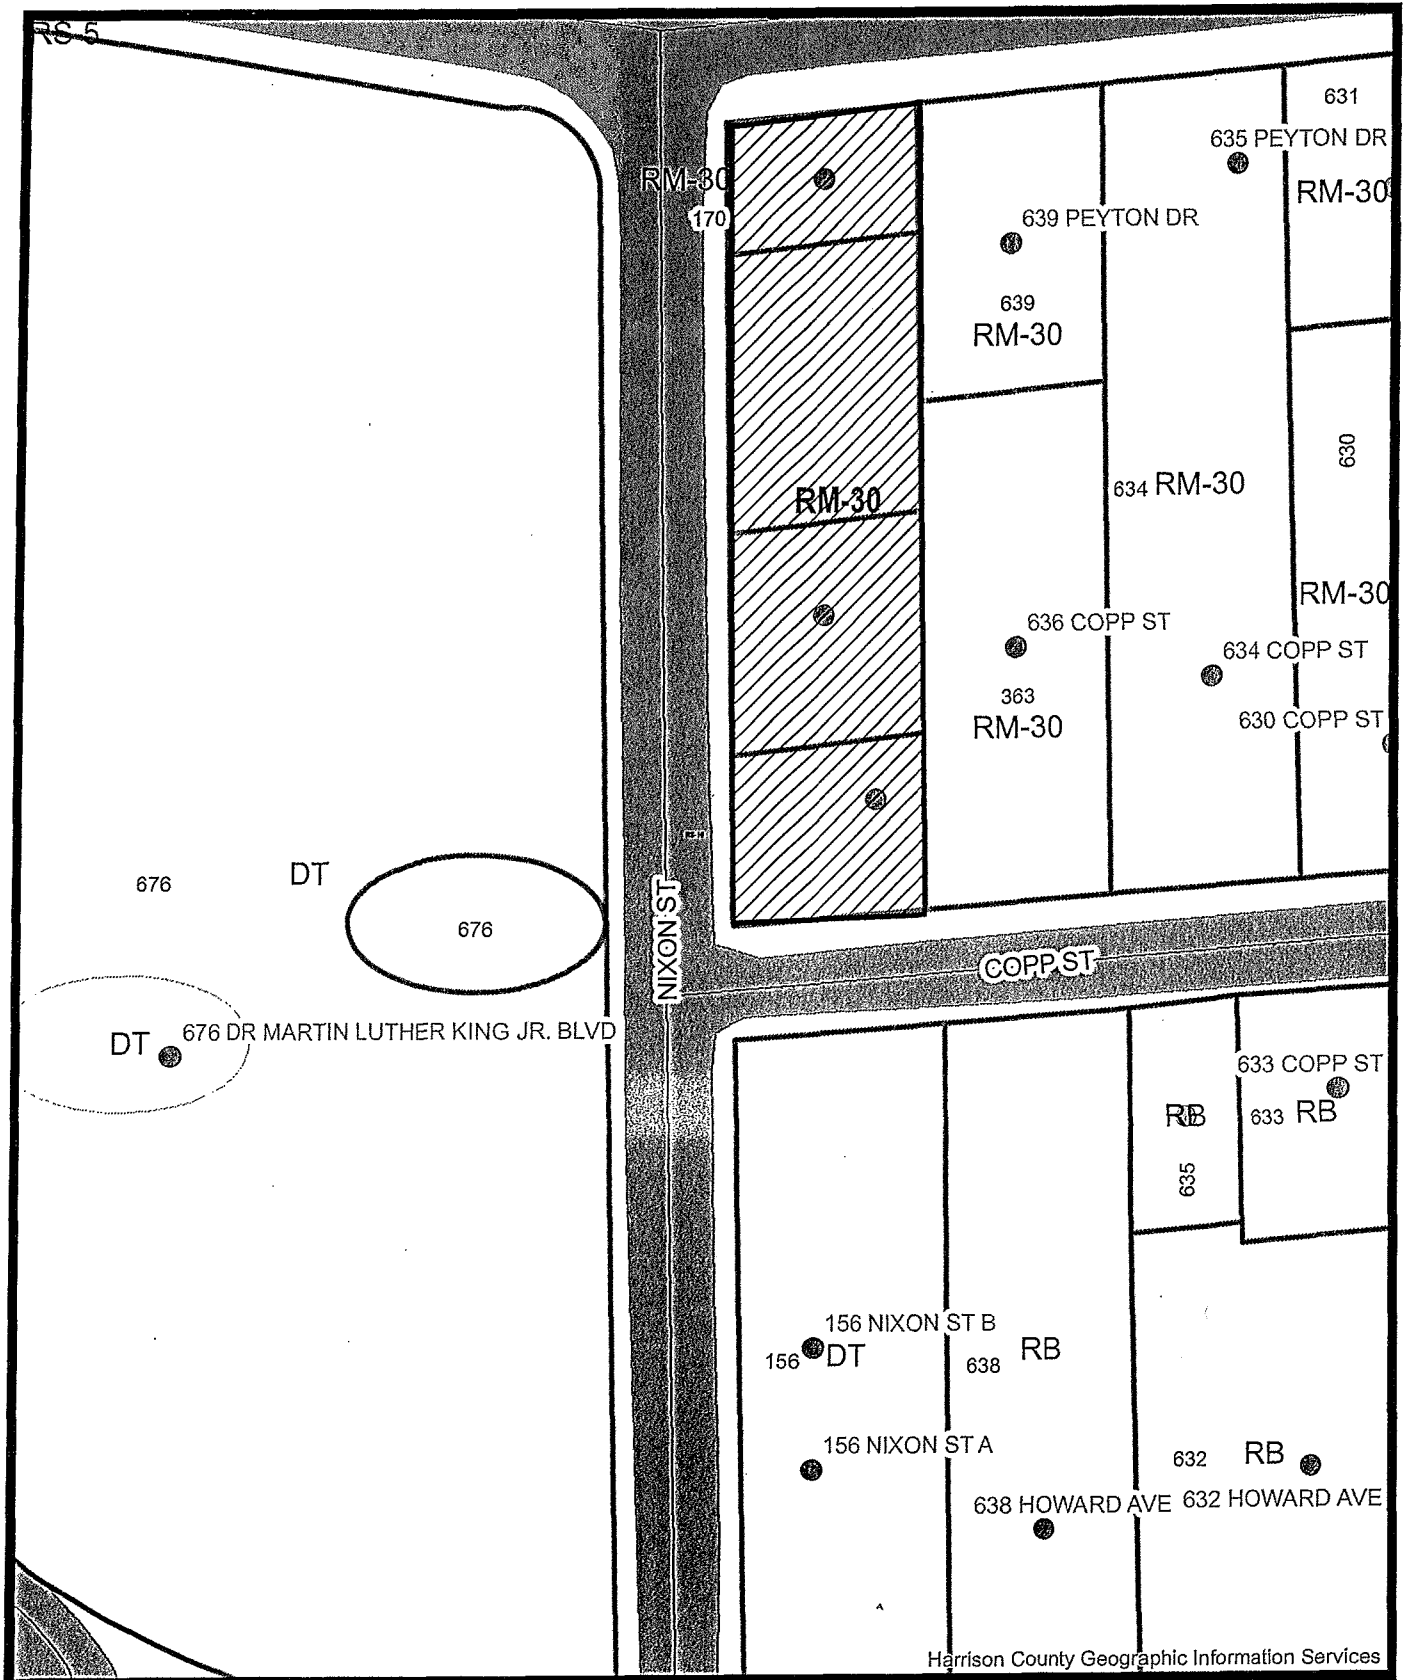 RS-5
631
635 PEYTON DR
RM-30
RM-30
170
639 PEYTON DR
639
RM-30
630
634 RM-30
RM-30
RM-30
636 COPP ST
634 COPP ST
363
RM-30
630 COPP ST
676
DT
676
NIXON ST
COPP ST
DT
676 DR MARTIN LUTHER KING JR. BLVD
633 COPP ST
RB
633 RB
635
156 NIXON ST B
156 DT
638
RB
156 NIXON ST A
632
RB
638 HOWARD AVE
632 HOWARD AVE
Harrison County Geographic Information Services